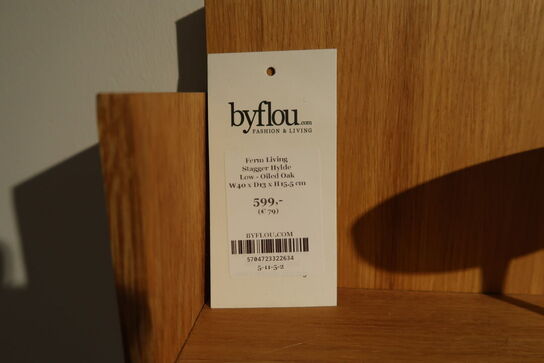 byflou.com
FASHION & LIVING
Ferm Living
Stagger Hylde
Low - Oiled Oak
W40 x D13 x H15.5 cm
599,-
(€ 79)
BYFLOU.COM
5704723322634
5-11-5-2